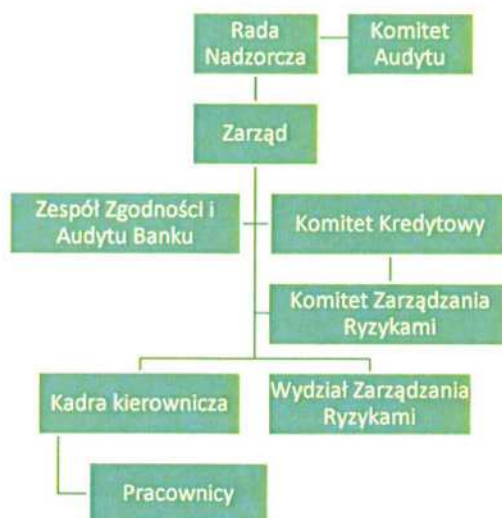 Rada
Nadzorcza
Komitet
Audytu
Zarząd
Zespół Zgodności i
Audytu Banku
Komitet Kredytowy
Komitet Zarządzania
Ryzykami
Kadra kierownicza
Wydział Zarządzania
Ryzykami
Pracownicy